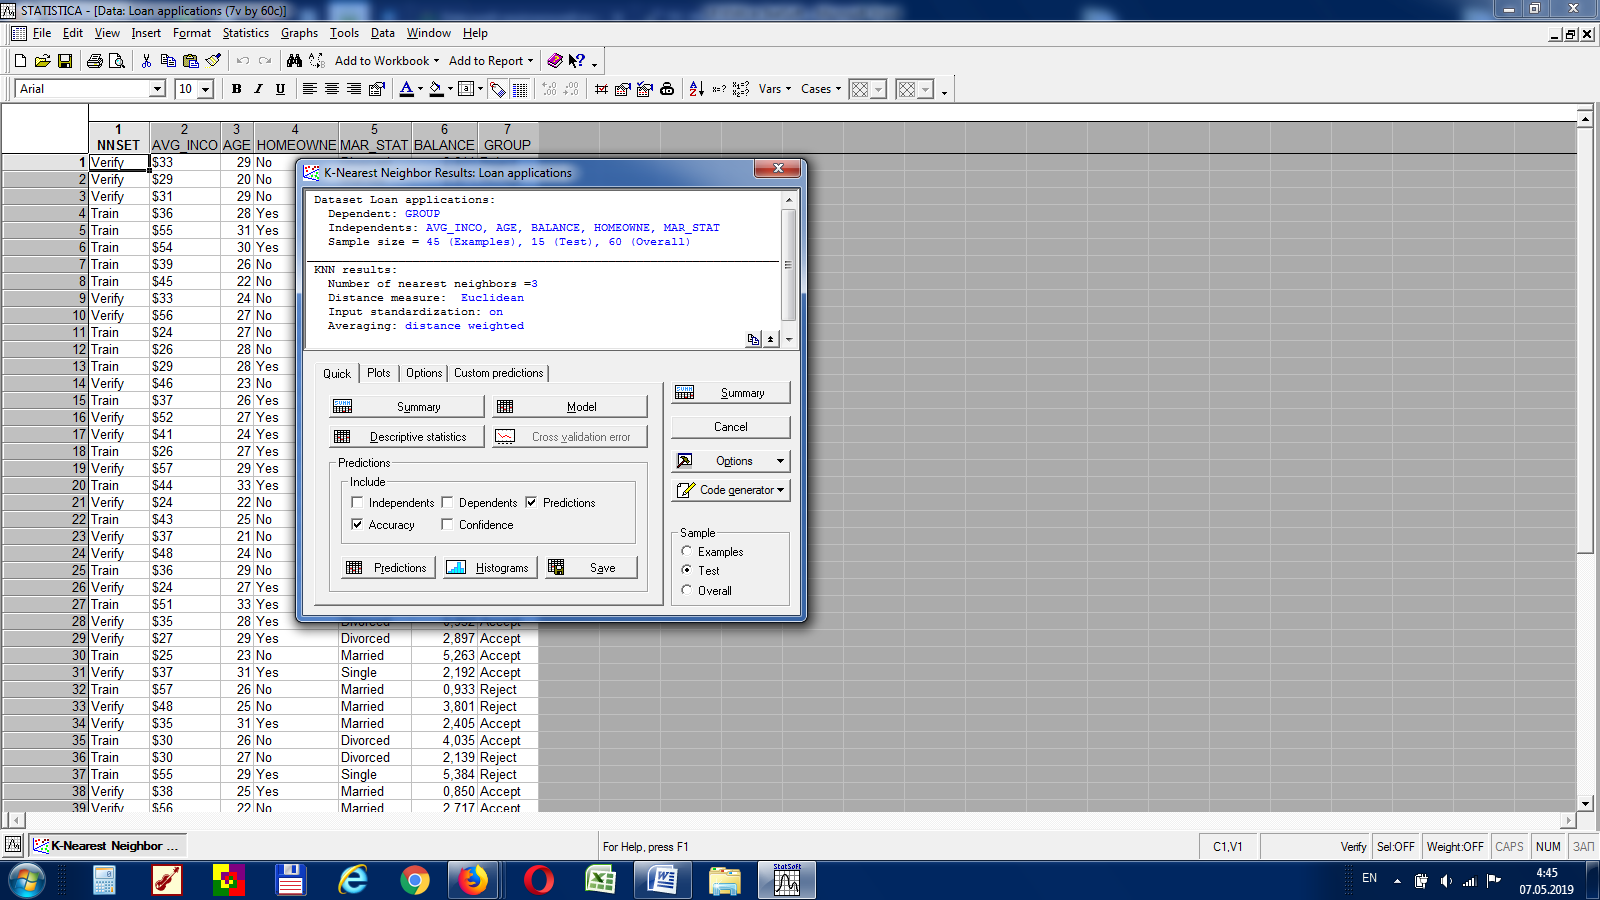 STATISTICA - [Data: Loan applications (7v by 60c)]
File Edit View Insert Format Statistics Graphs Tools Data Window Help
Add to Workbook Add to Report
Arial 10 B I U A Vars Cases
1 2 3 4 5 6 7
NNSET AVG_INCO AGE HOMEOWNE MAR_STAT BALANCE GROUP
1 Verify $33 29 No
2 Verify $29 20 No
3 Verify $31 29 No
4 Train $36 28 Yes
5 Train $55 31 Yes
6 Train $54 30 Yes
7 Train $39 26 No
8 Train $45 22 No
9 Verify $33 24 No
10 Verify $56 27 No
11 Train $24 27 No
12 Train $26 28 No
13 Train $29 28 Yes
14 Verify $46 23 No
15 Train $37 26 Yes
16 Verify $52 27 Yes
17 Verify $41 24 Yes
18 Train $26 27 Yes
19 Verify $57 29 Yes
20 Train $44 33 Yes
21 Verify $24 22 No
22 Train $43 25 No
23 Verify $37 21 No
24 Verify $48 24 No
25 Train $36 29 No
26 Verify $24 27 Yes
27 Train $51 33 Yes
28 Verify $35 28 Yes Divorced Accept
29 Verify $27 29 Yes Divorced 2,897 Accept
30 Train $25 23 No Married 5,263 Accept
31 Verify $37 31 Yes Single 2,192 Accept
32 Train $57 26 No Married 0,933 Reject
33 Verify $48 25 No Married 3,801 Reject
34 Verify $35 31 Yes Married 2,405 Accept
35 Train $30 26 No Divorced 4,035 Accept
36 Train $30 27 No Divorced 2,139 Reject
37 Train $55 29 Yes Single 5,384 Reject
38 Verify $38 25 Yes Married 0,850 Accept
39 Verify $56 22 No Married 2,717 Accept
K-Nearest Neighbor Results: Loan applications
Dataset Loan applications:
Dependent: GROUP
Independents: AVG_INCO, AGE, BALANCE, HOMEOWNE, MAR_STAT
Sample size = 45 (Examples), 15 (Test), 60 (Overall)
KNN results:
Number of nearest neighbors =3
Distance measure: Euclidean
Input standardization: on
Averaging: distance weighted
Quick Plots Options Custom predictions
Summary Model
Descriptive statistics Cross validation error
Predictions
Include
Independents Dependents Predictions
Accuracy Confidence
Predictions Histograms Save
Summary
Cancel
Options
Code generator
Sample
Examples
Test
Overall
K-Nearest Neighbor ... For Help, press F1 C1,V1 Verify Sel:OFF Weight:OFF CAPS NUM ЗАП
StatSoft
EN 4:45
07.05.2019